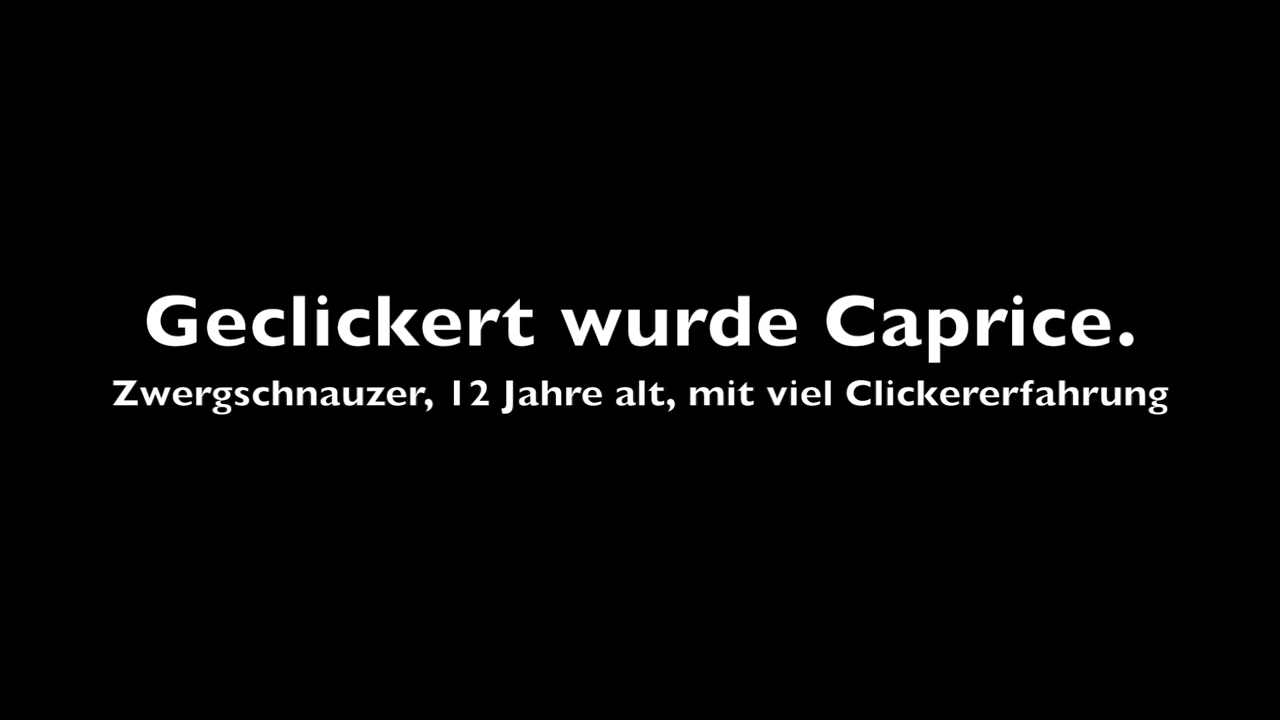 Geclickert wurde Caprice.
Zwergschnauzer, 12 Jahre alt, mit viel Clickererfahrung